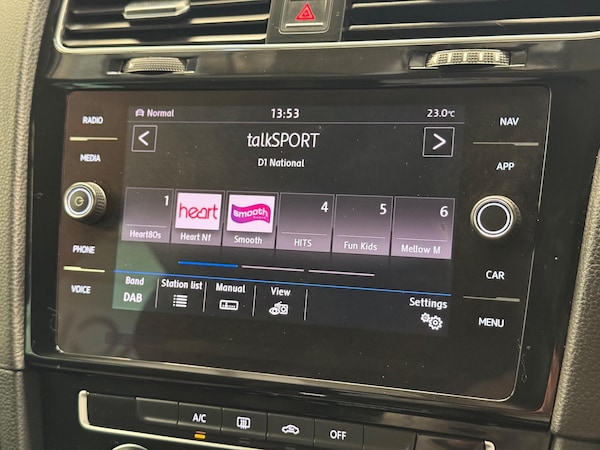 RADIO
MEDIA
PHONE
VOICE
Normal
13:53
23.0°C
<
talkSPORT
>
D1 National
1
Heart80s
heart
Heart Nf
smooth
Smooth
4
HITS
5
Fun Kids
6
Mellow M
Band
DAB
Station list
Manual
View
Settings
NAV
APP
CAR
MENU
A/C
OFF